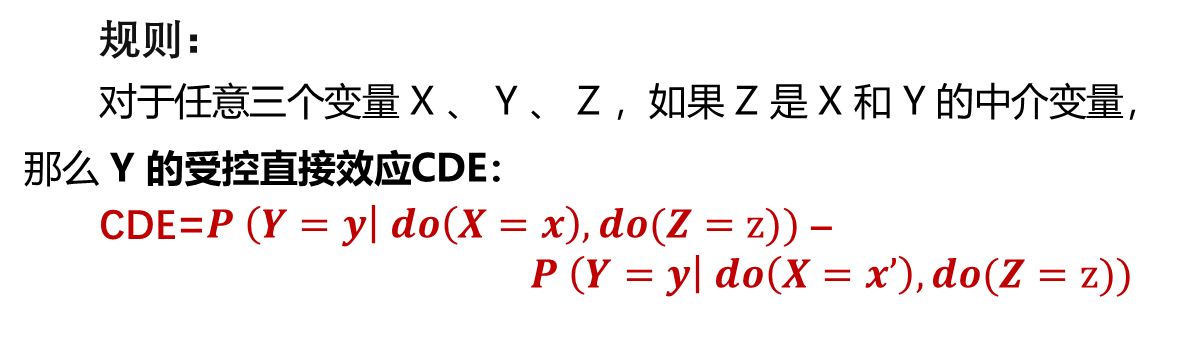 规则：
对于任意三个变量 X 、 Y 、 Z ，如果 Z 是 X 和 Y 的中介变量，
那么 Y 的受控直接效应CDE：
CDE=P (Y = y| do(X = x), do(Z = z)) –
P (Y = y| do(X = x’), do(Z = z))